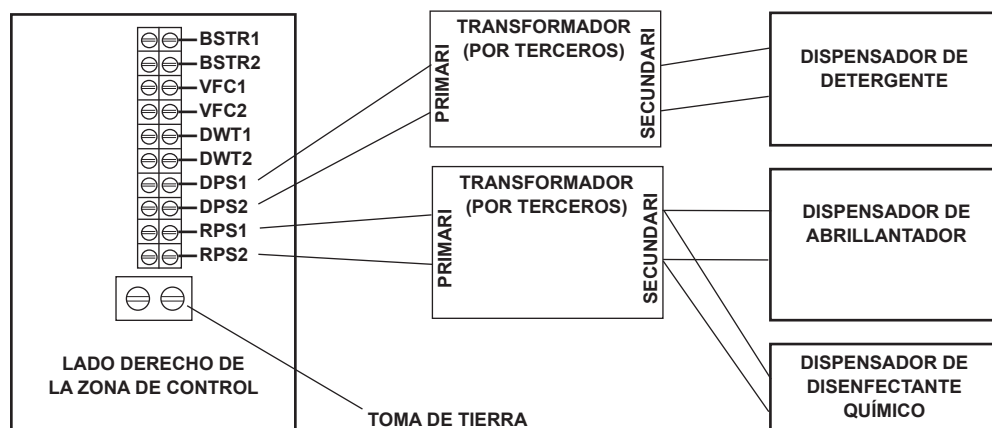 BSTR1
BSTR2
VFC1
VFC2
DWT1
DWT2
DPS1
DPS2
RPS1
RPS2
LADO DERECHO DE
LA ZONA DE CONTROL
TOMA DE TIERRA
TRANSFORMADOR
(POR TERCEROS)
PRIMARI
SECUNDARI
TRANSFORMADOR
(POR TERCEROS)
PRIMARI
SECUNDARI
DISPENSADOR DE
DETERGENTE
DISPENSADOR DE
ABRILLANTADOR
DISPENSADOR DE
DISENFECTANTE
QUÍMICO